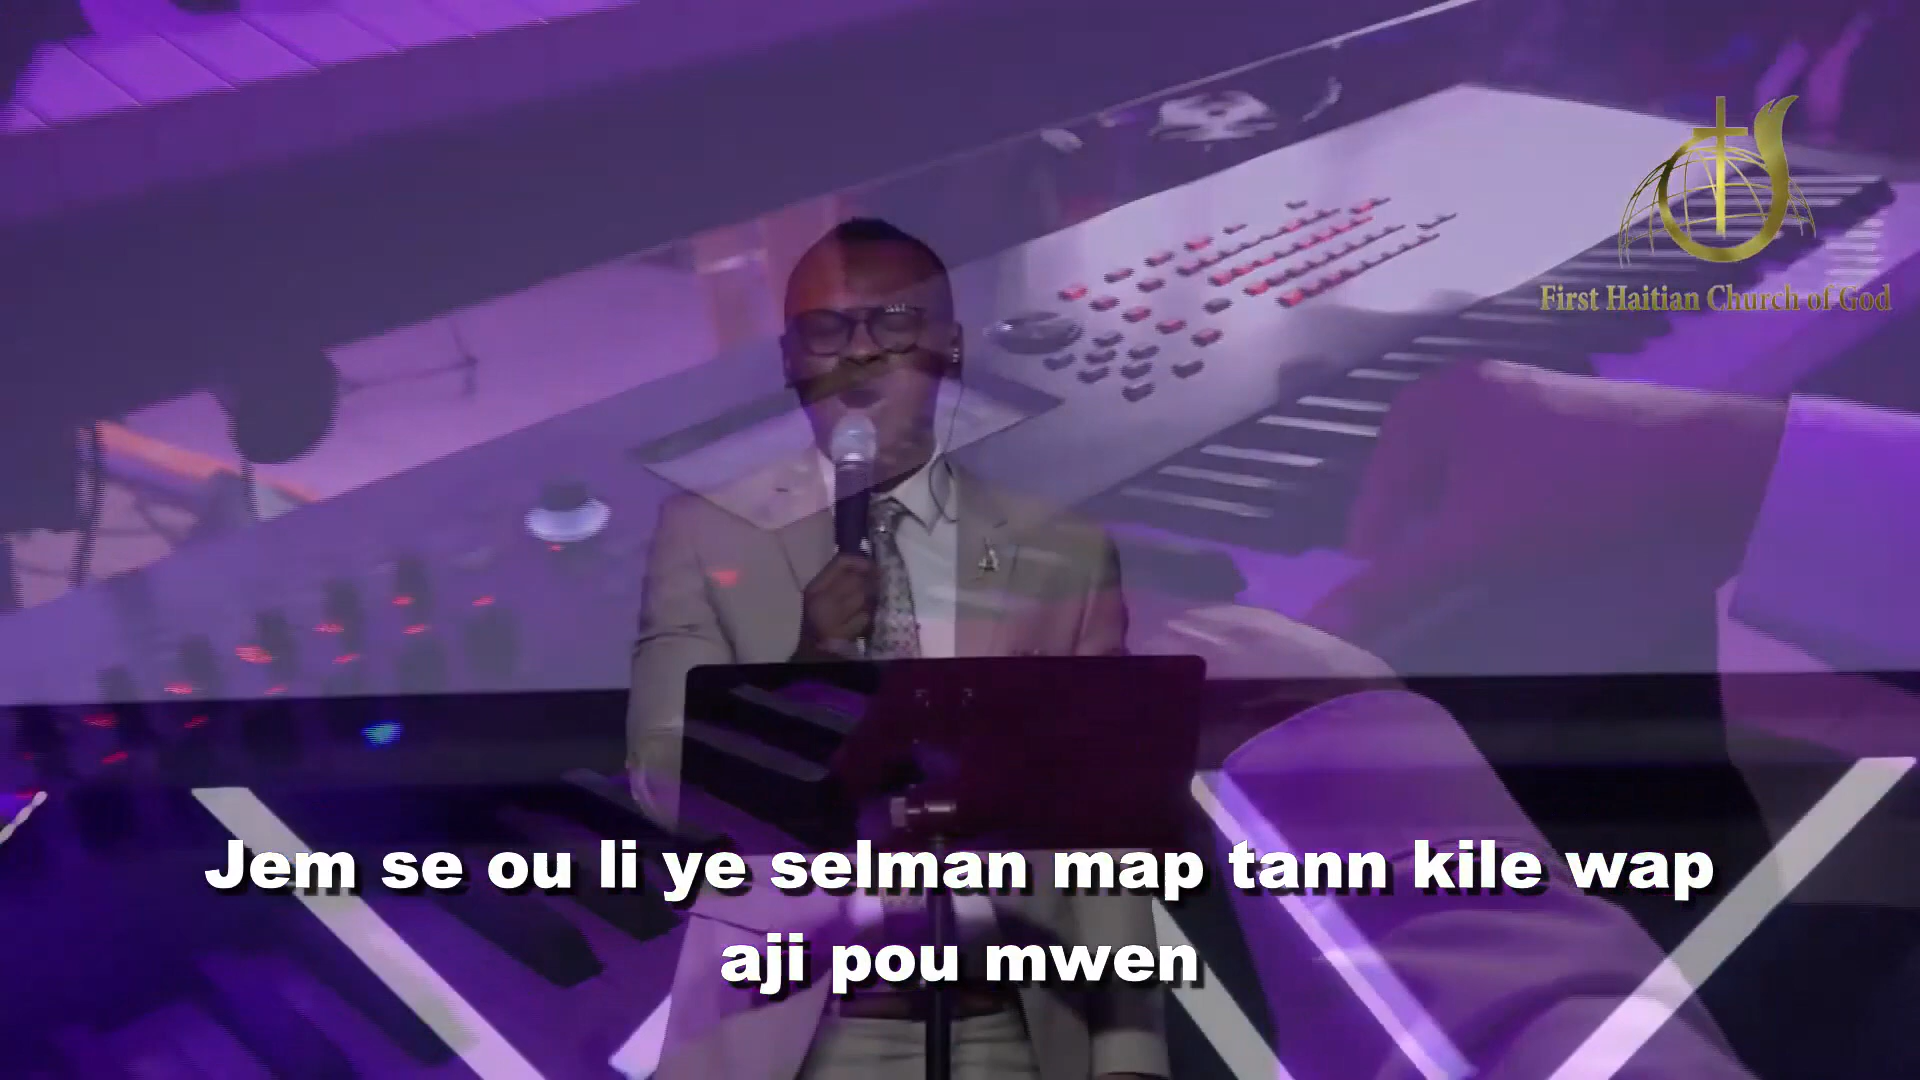 First Haitian Church of God
Jem se ou li ye selman map tann kile wap
aji pou mwen